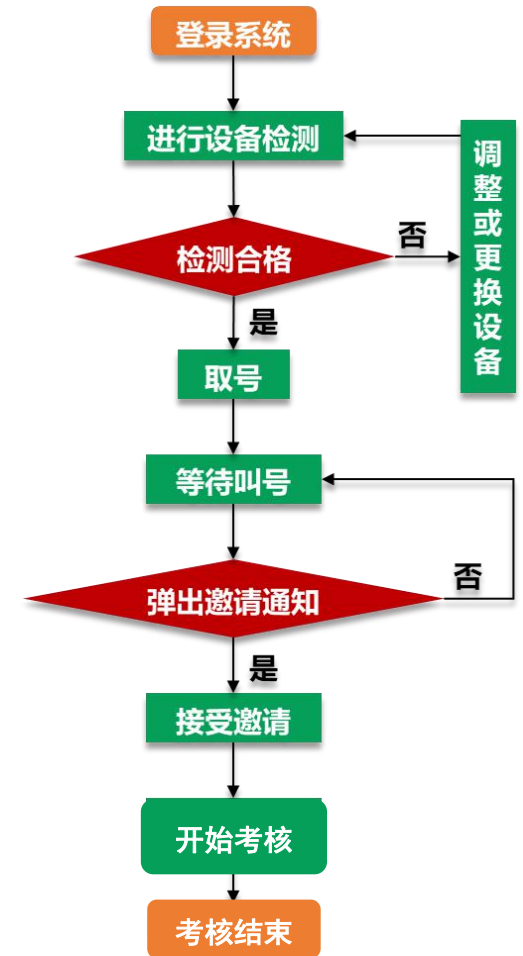 登录系统
进行设备检测
检测合格
否
调整或更换设备
是
取号
等待叫号
弹出邀请通知
否
是
接受邀请
开始考核
考核结束